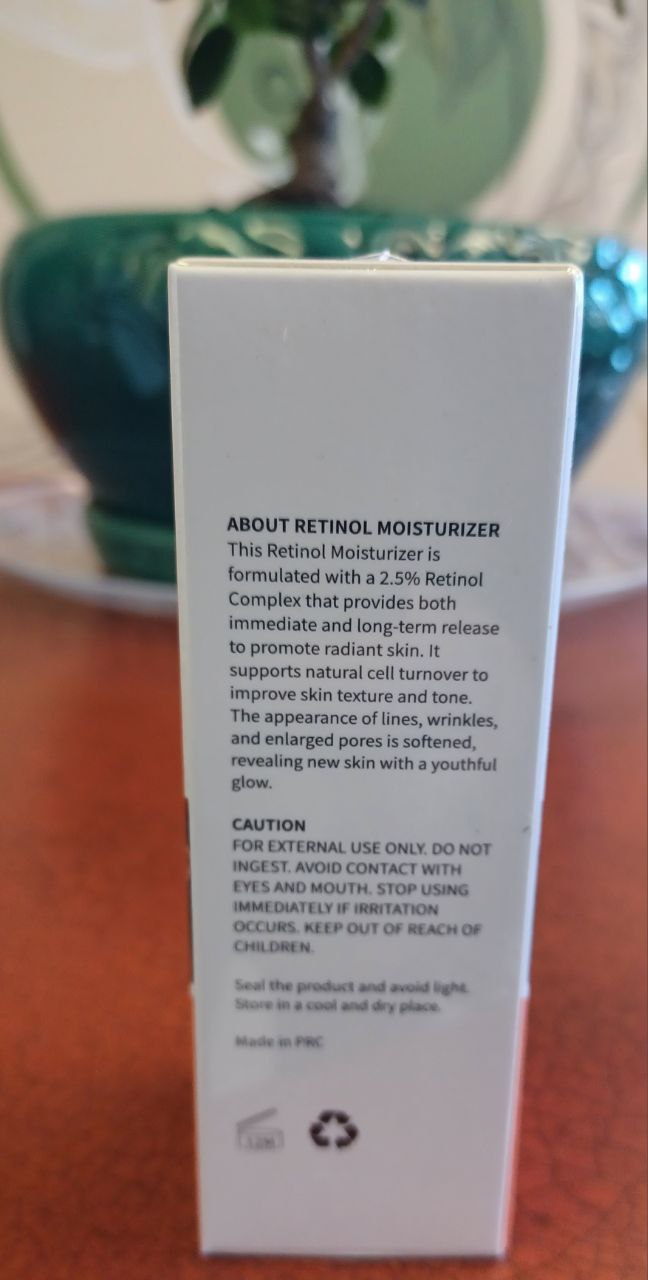 ABOUT RETINOL MOISTURIZER
This Retinol Moisturizer is
formulated with a 2.5% Retinol
Complex that provides both
immediate and long-term release
to promote radiant skin. It
supports natural cell turnover to
improve skin texture and tone.
The appearance of lines, wrinkles,
and enlarged pores is softened,
revealing new skin with a youthful
glow.
CAUTION
FOR EXTERNAL USE ONLY. DO NOT
INGEST. AVOID CONTACT WITH
EYES AND MOUTH. STOP USING
IMMEDIATELY IF IRRITATION
OCCURS. KEEP OUT OF REACH OF
CHILDREN.
Seal the product and avoid light.
Store in a cool and dry place.
Made in PRC